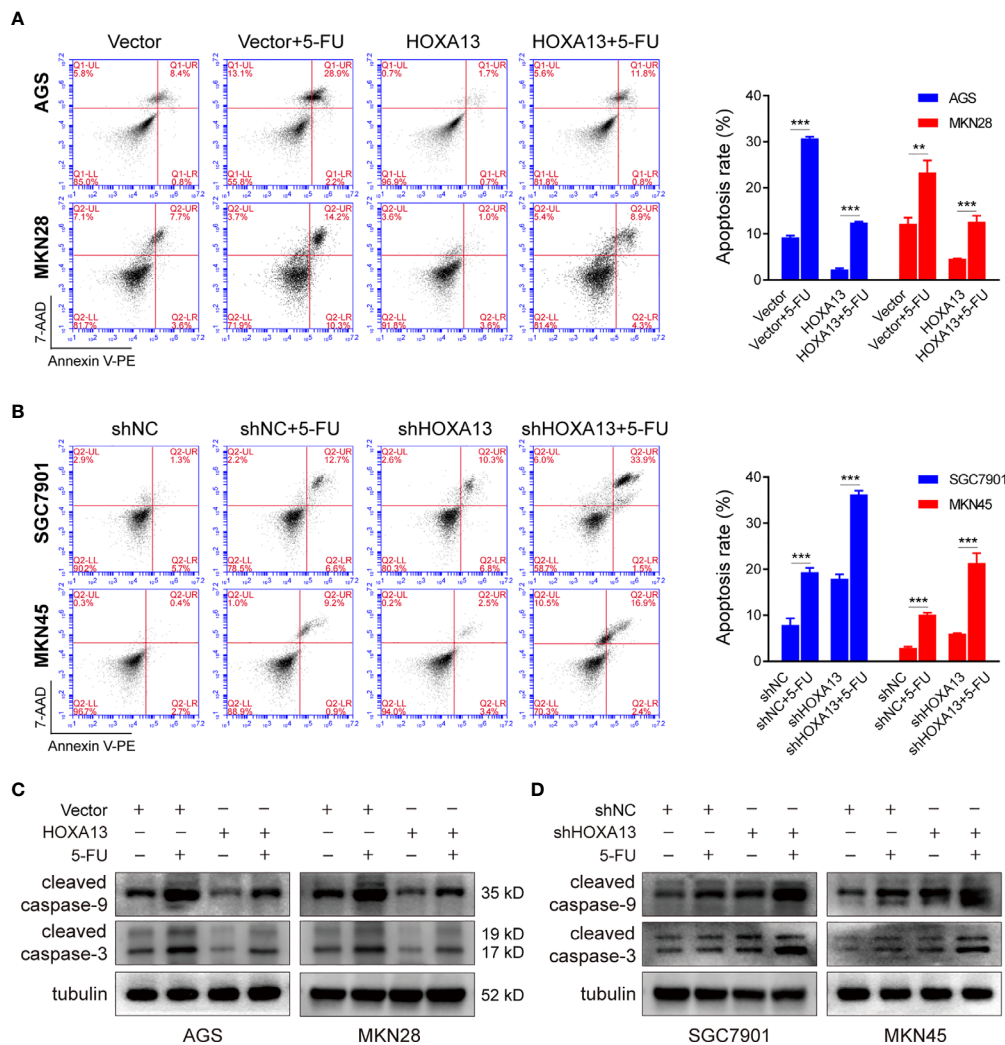 A
Vector Vector+5-FU HOXA13 HOXA13+5-FU
AGS
Q1-UL 5.8% Q1-UR 8.4% Q1-LL 85.0% Q1-LR 0.8%
Q1-UL 13.1% Q1-UR 28.9% Q1-LL 55.8% Q1-LR 2.2%
Q1-UL 0.7% Q1-UR 1.7% Q1-LL 96.9% Q1-LR 0.7%
Q1-UL 5.6% Q1-UR 11.8% Q1-LL 81.8% Q1-LR 0.8%
MKN28
Q2-UL 7.1% Q2-UR 7.7% Q2-LL 81.7% Q2-LR 3.6%
Q2-UL 3.7% Q2-UR 14.2% Q2-LL 71.9% Q2-LR 10.3%
Q2-UL 3.6% Q2-UR 1.0% Q2-LL 91.8% Q2-LR 3.6%
Q2-UL 5.4% Q2-UR 8.9% Q2-LL 81.4% Q2-LR 4.3%
7-AAD
Annexin V-PE
AGS
MKN28
Apoptosis rate (%)
40
30
20
10
0
*** *** ** ***
Vector
Vector+5-FU
HOXA13
HOXA13+5-FU
Vector
Vector+5-FU
HOXA13
HOXA13+5-FU
B
shNC shNC+5-FU shHOXA13 shHOXA13+5-FU
SGC7901
Q2-UL 2.9% Q2-UR 1.3% Q2-LL 90.2% Q2-LR 5.7%
Q2-UL 2.2% Q2-UR 12.7% Q2-LL 78.5% Q2-LR 6.6%
Q2-UL 2.6% Q2-UR 10.3% Q2-LL 80.3% Q2-LR 6.8%
Q2-UL 6.0% Q2-UR 33.9% Q2-LL 58.7% Q2-LR 1.5%
MKN45
Q2-UL 0.3% Q2-UR 0.4% Q2-LL 96.7% Q2-LR 2.7%
Q2-UL 1.0% Q2-UR 9.2% Q2-LL 88.9% Q2-LR 0.9%
Q2-UL 0.2% Q2-UR 2.5% Q2-LL 94.0% Q2-LR 3.4%
Q2-UL 10.5% Q2-UR 16.9% Q2-LL 70.3% Q2-LR 2.4%
7-AAD
Annexin V-PE
SGC7901
MKN45
Apoptosis rate (%)
40
30
20
10
0
*** *** *** ***
shNC
shNC+5-FU
shHOXA13
shHOXA13+5-FU
shNC
shNC+5-FU
shHOXA13
shHOXA13+5-FU
C
Vector + + − − + + − −
HOXA13 − − + + − − + +
5-FU − + − + − + − +
cleaved
caspase-9 35 kD
cleaved 19 kD
caspase-3 17 kD
tubulin 52 kD
AGS MKN28
D
shNC + + − − + + − −
shHOXA13 − − + + − − + +
5-FU − + − + − + − +
cleaved
caspase-9
cleaved
caspase-3
tubulin
SGC7901 MKN45